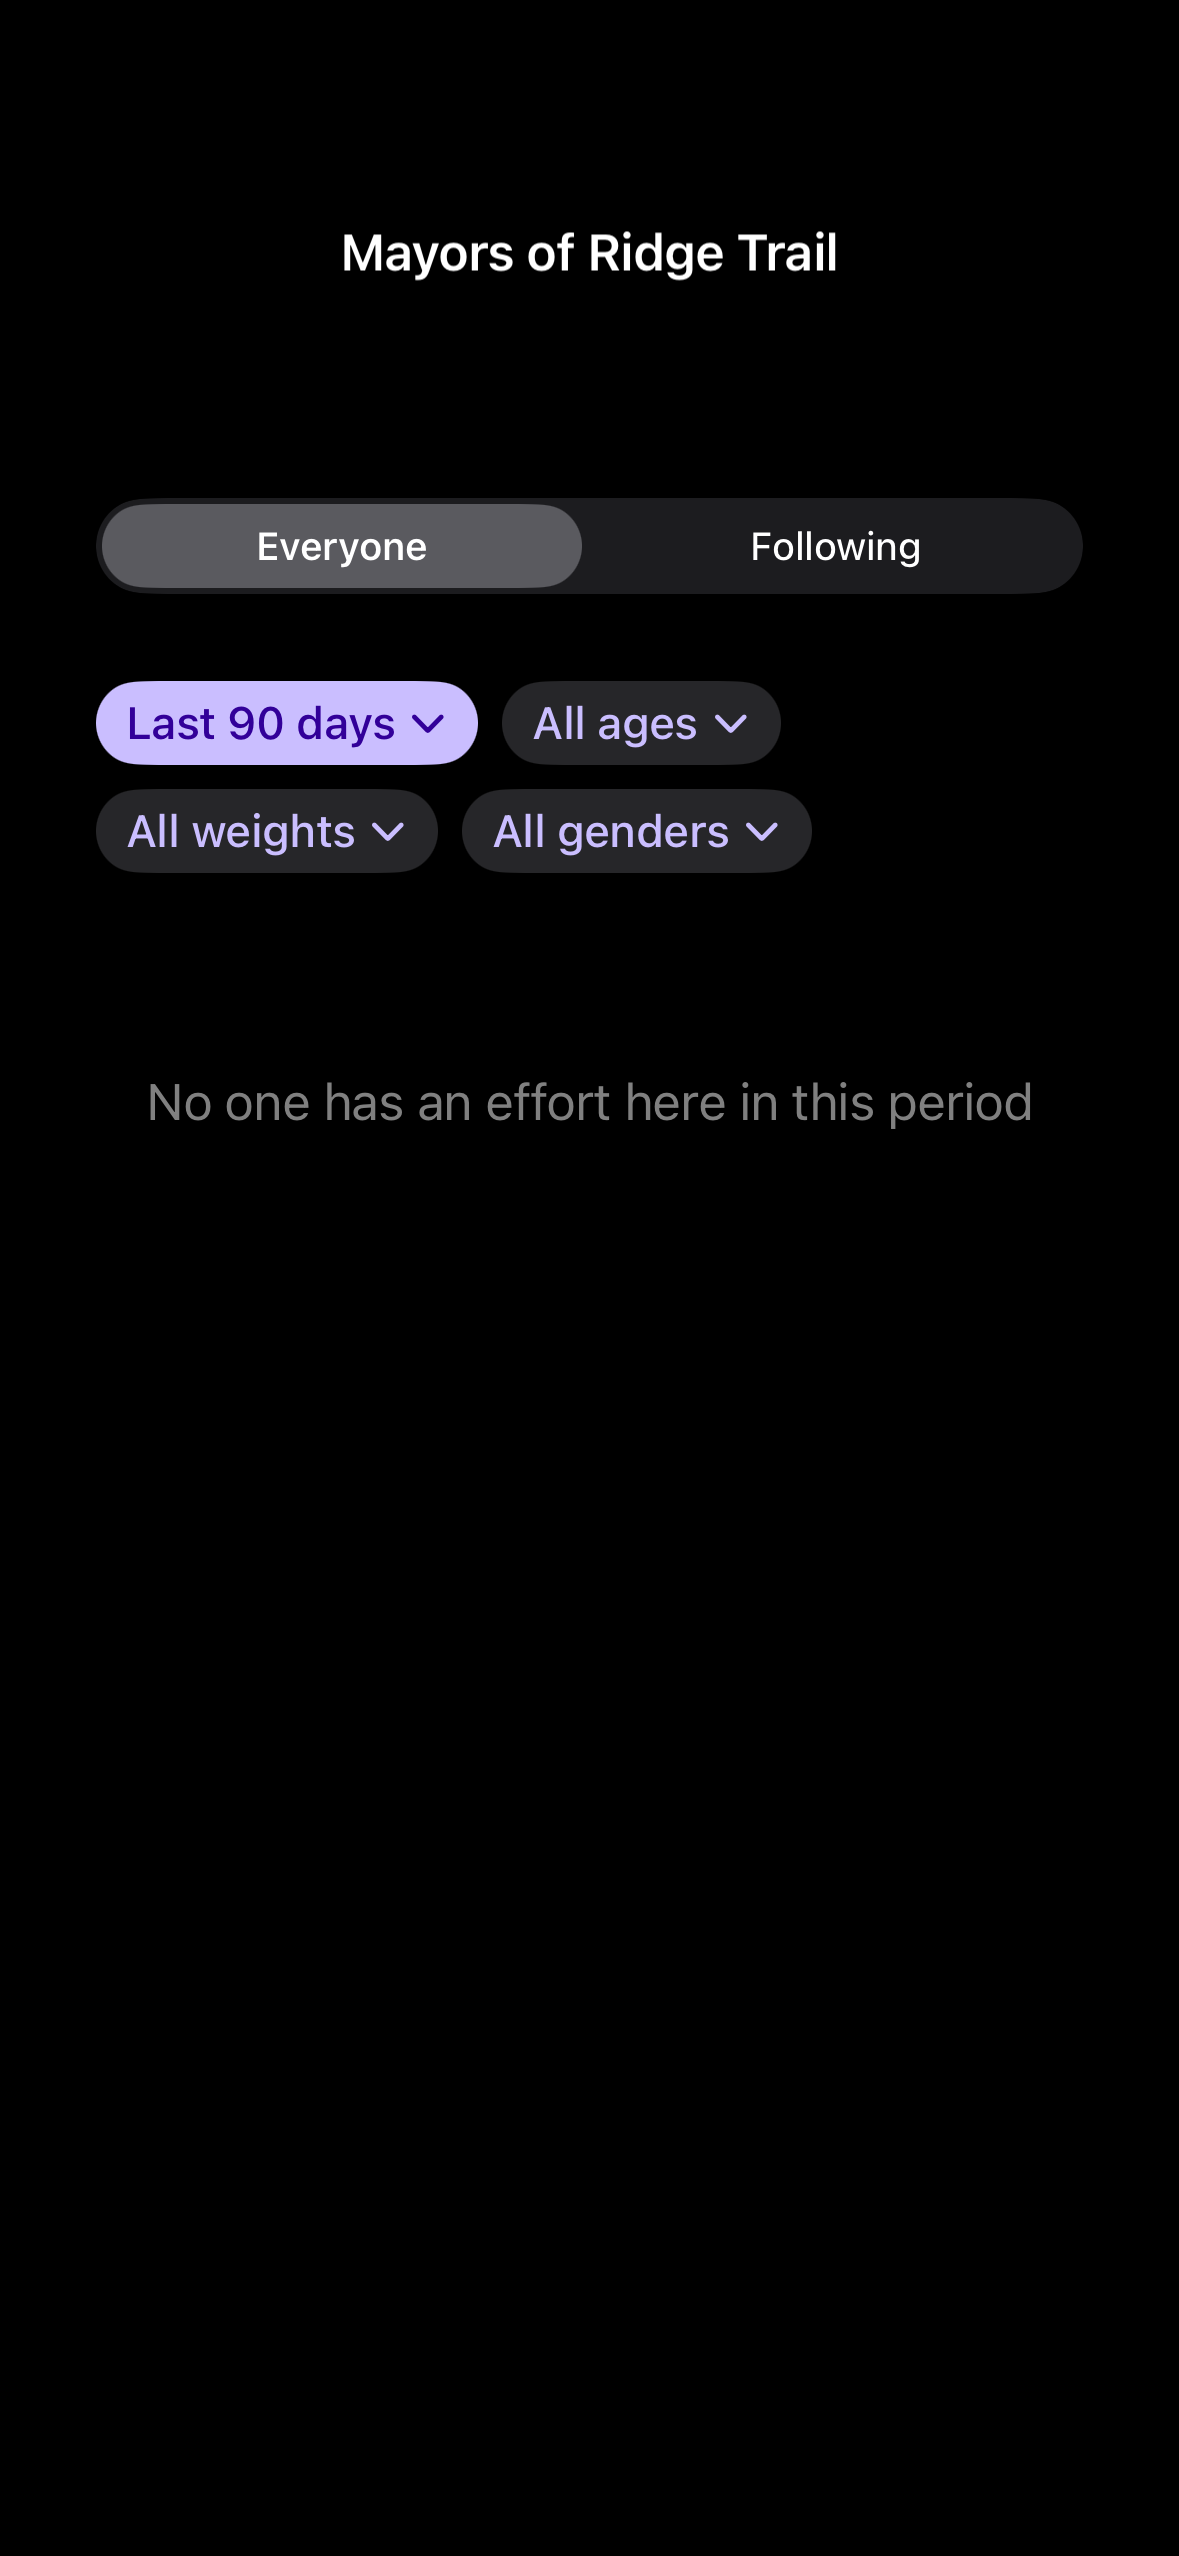 Mayors of Ridge Trail
Everyone Following
Last 90 days All ages
All weights All genders
No one has an effort here in this period